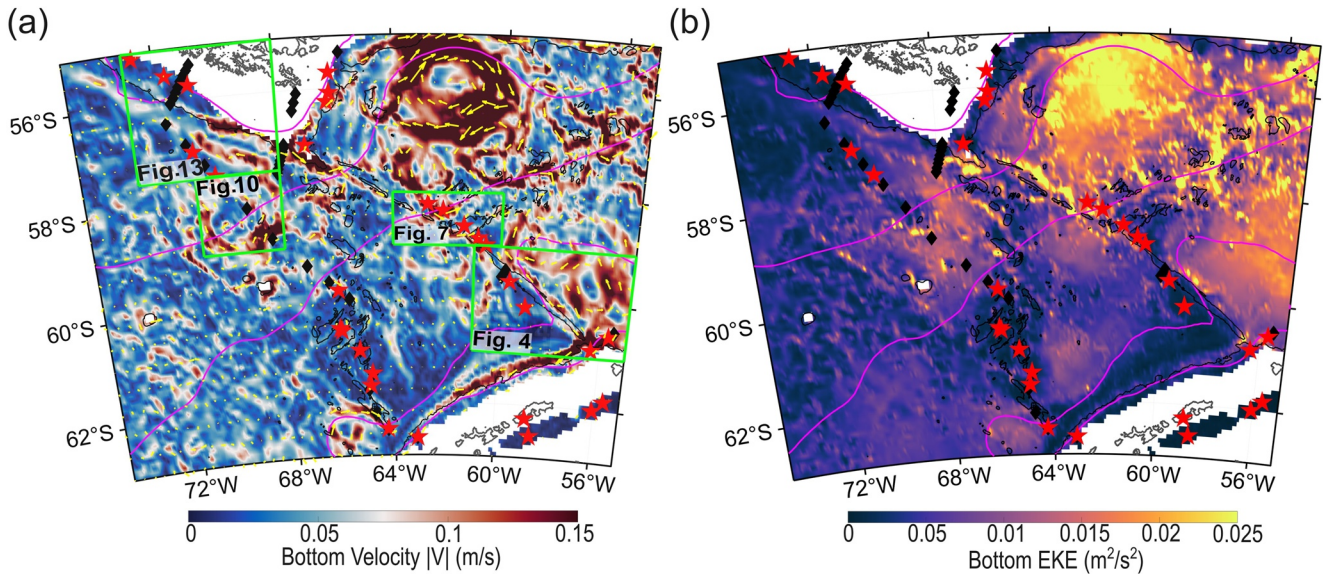 (a)
(b)
56°S
58°S
60°S
62°S
72°W
68°W
64°W
60°W
56°W
Fig.13
Fig.10
Fig. 7
Fig. 4
0
0.05
0.1
0.15
Bottom Velocity |V| (m/s)
56°S
58°S
60°S
62°S
72°W
68°W
64°W
60°W
56°W
0
0.005
0.01
0.015
0.02
0.025
Bottom EKE (m²/s²)